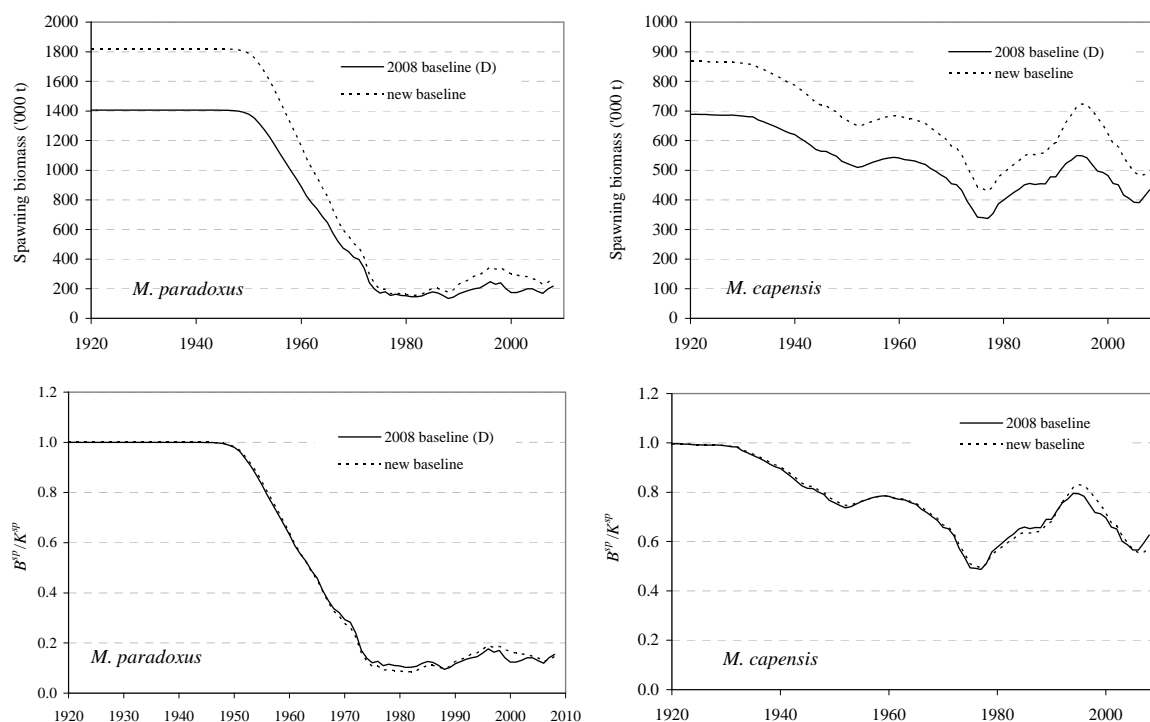 Spawning biomass ('000 t)
2000
1800
1600
1400
1200
1000
800
600
400
200
0
2008 baseline (D)
new baseline
M. paradoxus
1920 1940 1960 1980 2000
Spawning biomass ('000 t)
1000
900
800
700
600
500
400
300
200
100
0
2008 baseline (D)
new baseline
M. capensis
1920 1940 1960 1980 2000
B^sp/K^sp
1.2
1.0
0.8
0.6
0.4
0.2
0.0
2008 baseline (D)
new baseline
M. paradoxus
1920 1930 1940 1950 1960 1970 1980 1990 2000 2010
B^sp/K^sp
1.2
1.0
0.8
0.6
0.4
0.2
0.0
2008 baseline
new baseline
M. capensis
1920 1940 1960 1980 2000